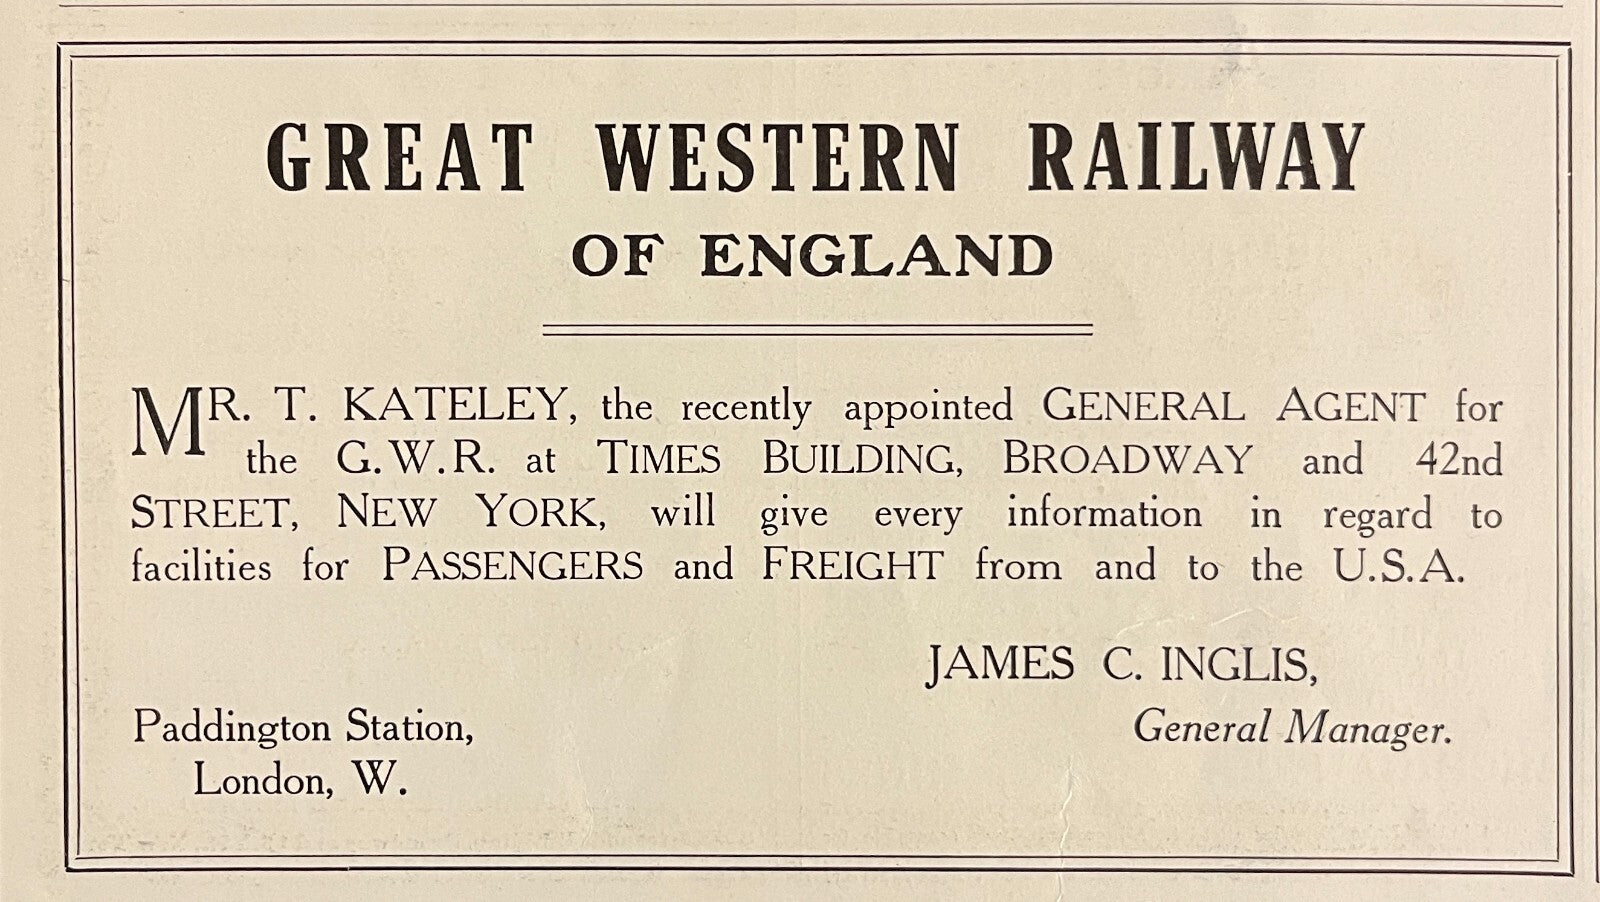 GREAT WESTERN RAILWAY
OF ENGLAND
MR. T. KATELEY, the recently appointed GENERAL AGENT for
the G.W.R. at TIMES BUILDING, BROADWAY and 42nd
STREET, NEW YORK, will give every information in regard to
facilities for PASSENGERS and FREIGHT from and to the U.S.A.
JAMES C. INGLIS,
General Manager.
Paddington Station,
London, W.